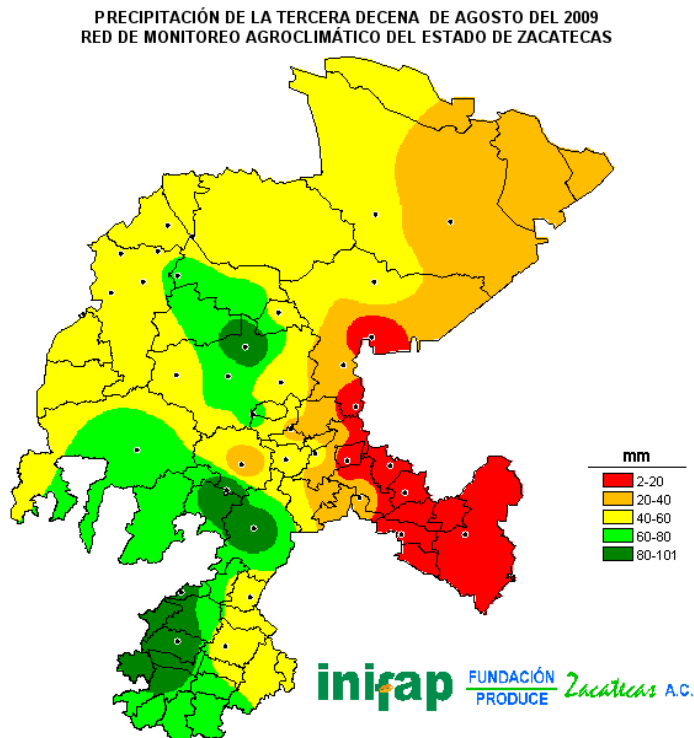 PRECIPITACIÓN DE LA TERCERA DECENA DE AGOSTO DEL 2009
RED DE MONITOREO AGROCLIMÁTICO DEL ESTADO DE ZACATECAS
mm
2-20
20-40
40-60
60-80
80-101
inifap
FUNDACIÓN
PRODUCE
Zacatecas A.C.